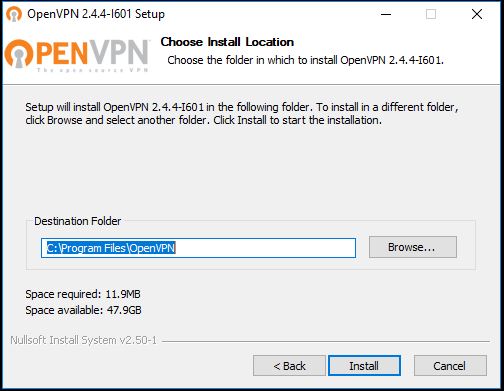 OpenVPN 2.4.4-I601 Setup
OPENVPN™
The open source VPN
Choose Install Location
Choose the folder in which to install OpenVPN 2.4.4-I601.
Setup will install OpenVPN 2.4.4-I601 in the following folder. To install in a different folder,
click Browse and select another folder. Click Install to start the installation.
Destination Folder
C:\Program Files\OpenVPN
Browse...
Space required: 11.9MB
Space available: 47.9GB
Nullsoft Install System v2.50-1
< Back
Install
Cancel